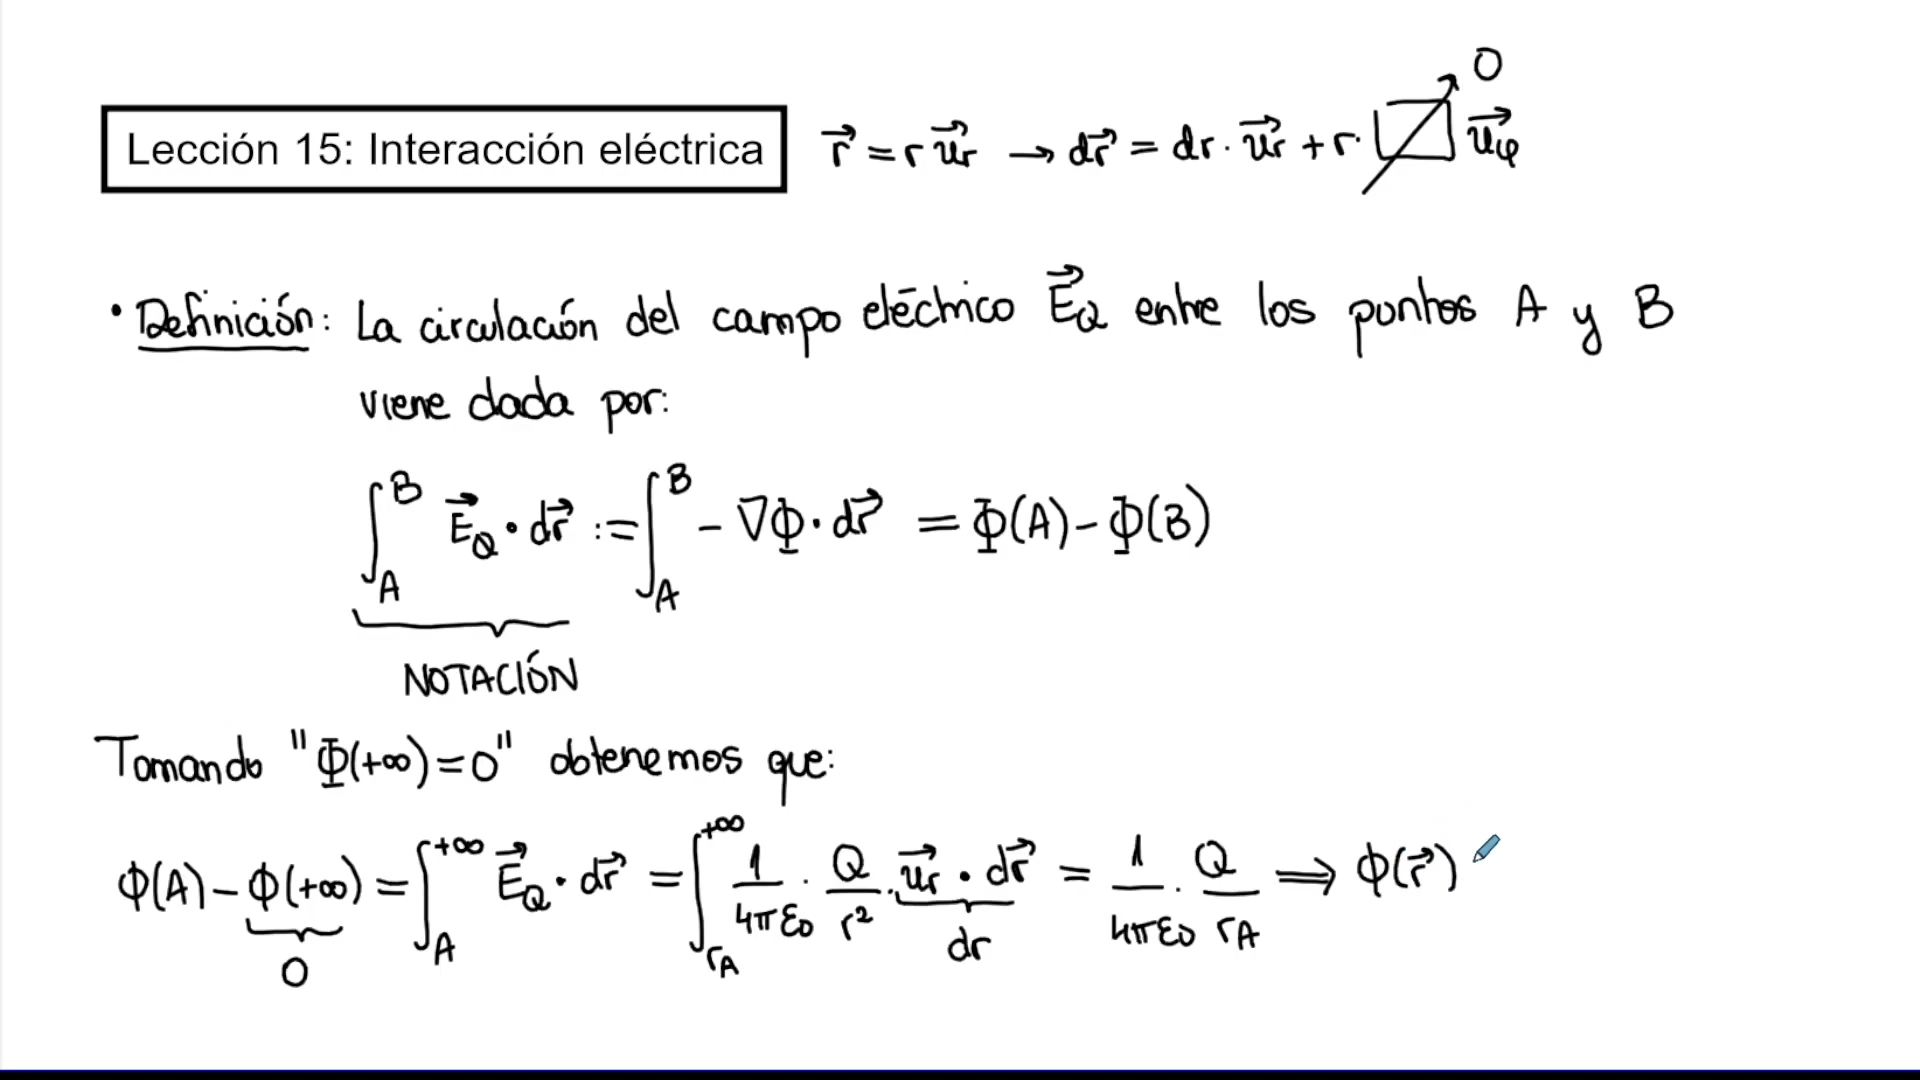 Lección 15: Interacción eléctrica
r⃗ = r u⃗r → dr⃗ = dr · u⃗r + r · □ u⃗φ
0
• Definición: La circulación del campo eléctrico E⃗Q entre los puntos A y B
viene dada por:
∫_A^B E⃗Q • dr⃗ := ∫_A^B - ∇Φ · dr⃗ = Φ(A) - Φ(B)
NOTACIÓN
Tomando "Φ(+∞) = 0" obtenemos que:
Φ(A) - Φ(+∞) = ∫_A^{+∞} E⃗Q • dr⃗ = ∫_{rA}^{+∞} 1/4πε0 · Q/r² · u⃗r • dr⃗ = 1/4πε0 · Q/rA ⟹ Φ(r⃗)
0
dr